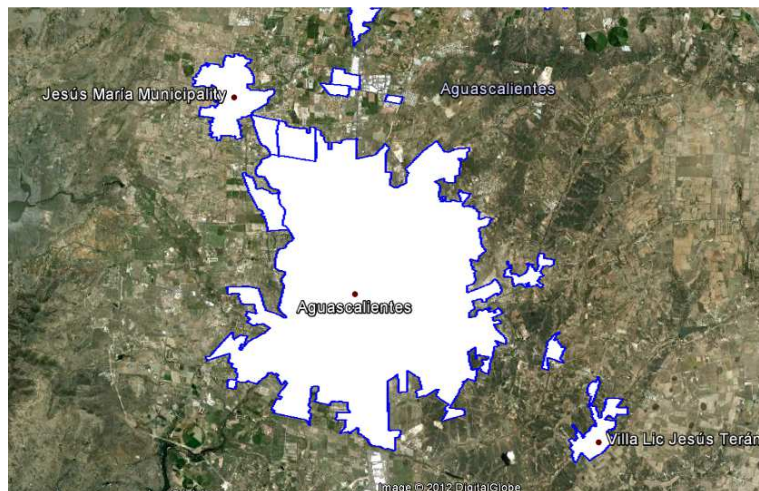 Jesús María Municipality
Aguascalientes
Aguascalientes
Villa Lic Jesús Terán
Image © 2012 DigitalGlobe